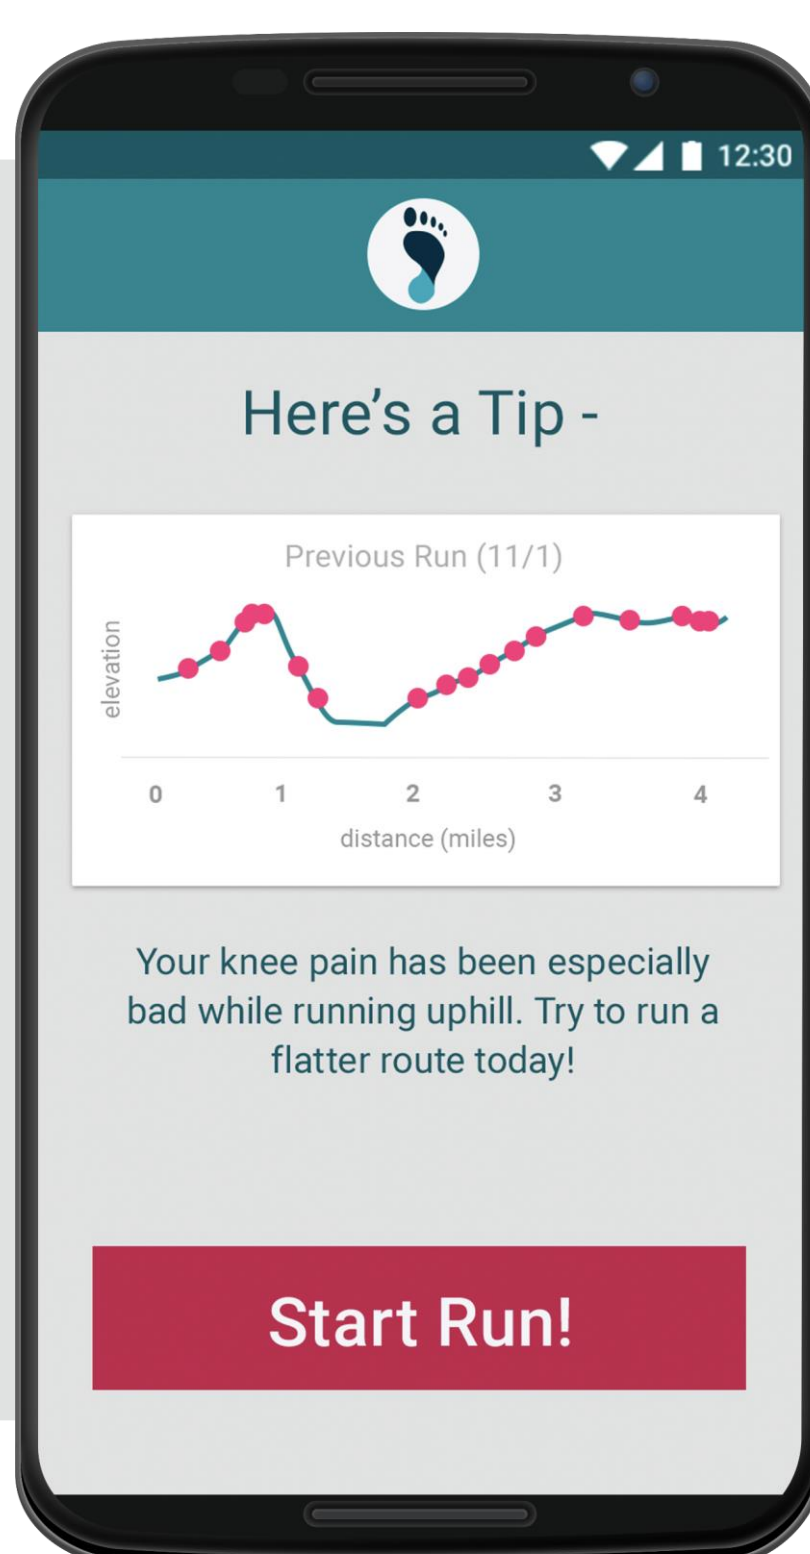 12:30
Here's a Tip -
Previous Run (11/1)
elevation
0 1 2 3 4
distance (miles)
Your knee pain has been especially
bad while running uphill. Try to run a
flatter route today!
Start Run!